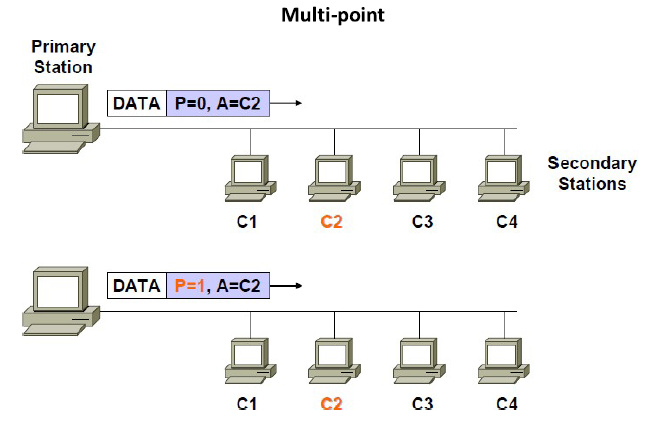 Multi-point
Primary
Station
DATA P=0, A=C2
Secondary
Stations
C1 C2 C3 C4
DATA P=1, A=C2
C1 C2 C3 C4